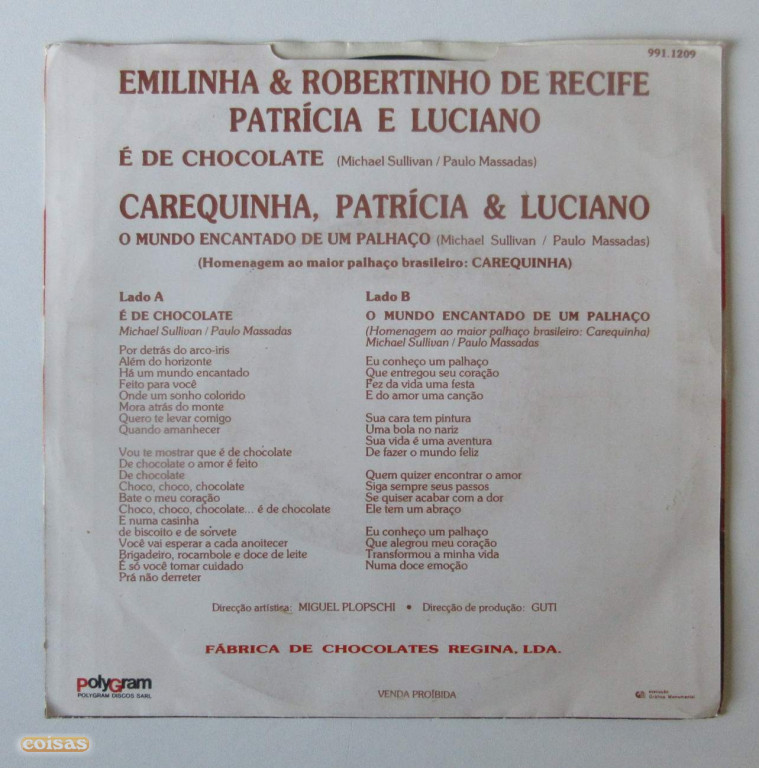 991.1209
EMILINHA & ROBERTINHO DE RECIFE
PATRÍCIA E LUCIANO
É DE CHOCOLATE (Michael Sullivan / Paulo Massadas)
CAREQUINHA, PATRÍCIA & LUCIANO
O MUNDO ENCANTADO DE UM PALHAÇO (Michael Sullivan / Paulo Massadas)
(Homenagem ao maior palhaço brasileiro: CAREQUINHA)
Lado A
É DE CHOCOLATE
Michael Sullivan / Paulo Massadas
Por detrás do arco-iris
Além do horizonte
Há um mundo encantado
Feito para você
Onde um sonho colorido
Mora atrás do monte
Quero te levar comigo
Quando amanhecer
Vou te mostrar que é de chocolate
De chocolate o amor é feito
De chocolate
Choco, choco, chocolate
Bate o meu coração
Choco, choco, chocolate... é de chocolate
E numa casinha
de biscoito e de sorvete
Você vai esperar a cada anoitecer
Brigadeiro, rocambole e doce de leite
É só você tomar cuidado
Prá não derreter
Lado B
O MUNDO ENCANTADO DE UM PALHAÇO
(Homenagem ao maior palhaço brasileiro: Carequinha)
Michael Sullivan / Paulo Massadas
Eu conheço um palhaço
Que entregou seu coração
Fez da vida uma festa
E do amor uma canção
Sua cara tem pintura
Uma bola no nariz
Sua vida é uma aventura
De fazer o mundo feliz
Quem quizer encontrar o amor
Siga sempre seus passos
Se quiser acabar com a dor
Ele tem um abraço
Eu conheço um palhaço
Que alegrou meu coração
Transformou a minha vida
Numa doce emoção
Direcção artística: MIGUEL PLOPSCHI • Direcção de produção: GUTI
FÁBRICA DE CHOCOLATES REGINA, LDA.
PolyGram
POLYGRAM DISCOS SARL
VENDA PROÍBIDA
execução
Gráfica Monumental
coisas